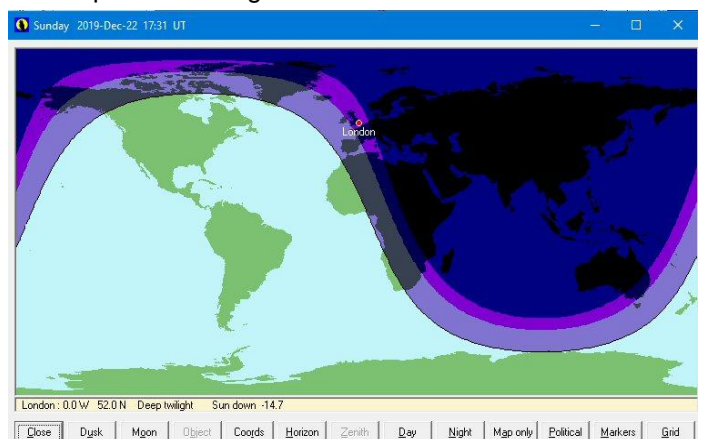 Sunday 2019-Dec-22 17:31 UT
London
London : 0.0 W 52.0 N Deep twilight Sun down -14.7
Close Dusk Moon Object Coords Horizon Zenith Day Night Map only Political Markers Grid